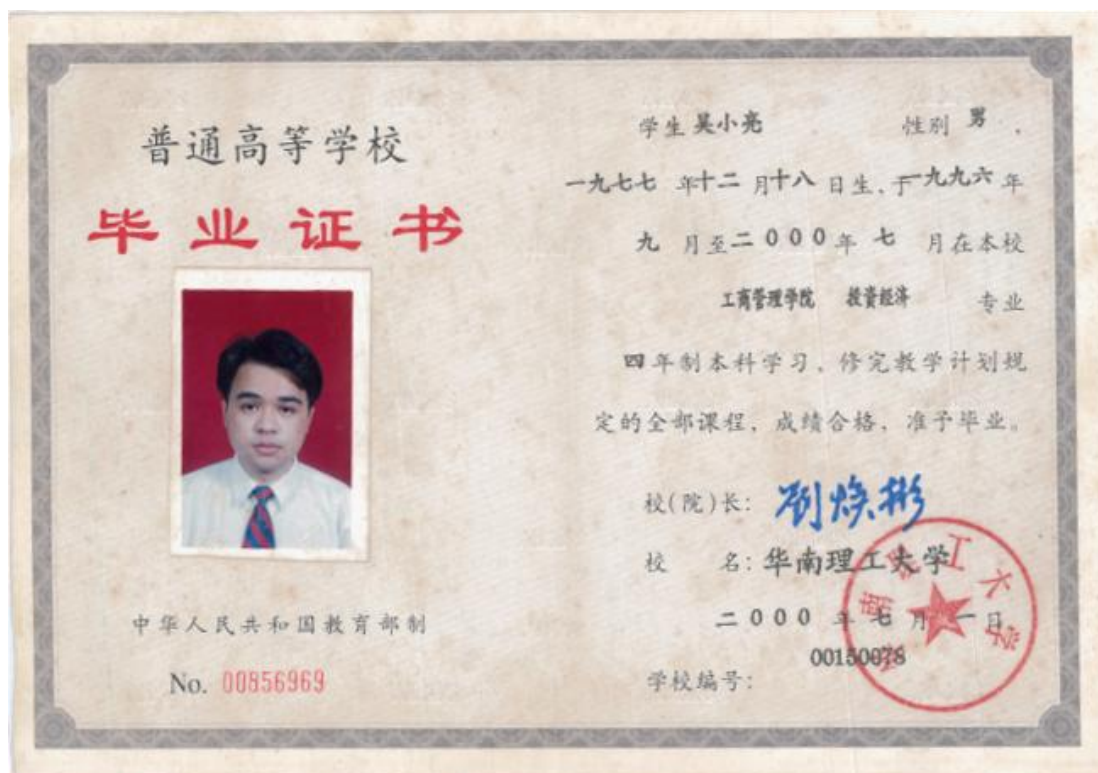 普通高等学校
毕业证书
中华人民共和国教育部制
No. 00856969
学生 吴小亮 性别 男 ,
一九七七 年十二 月十八 日生, 于一九九六 年
九 月至二000年 七 月在本校
工商管理学院 投资经济 专业
四年制本科学习, 修完教学计划规
定的全部课程, 成绩合格, 准予毕业。
校(院)长: 刘焕彬
校 名: 华南理工大学
二000 年 七 月 一 日
00150078
学校编号:
华南理工大学